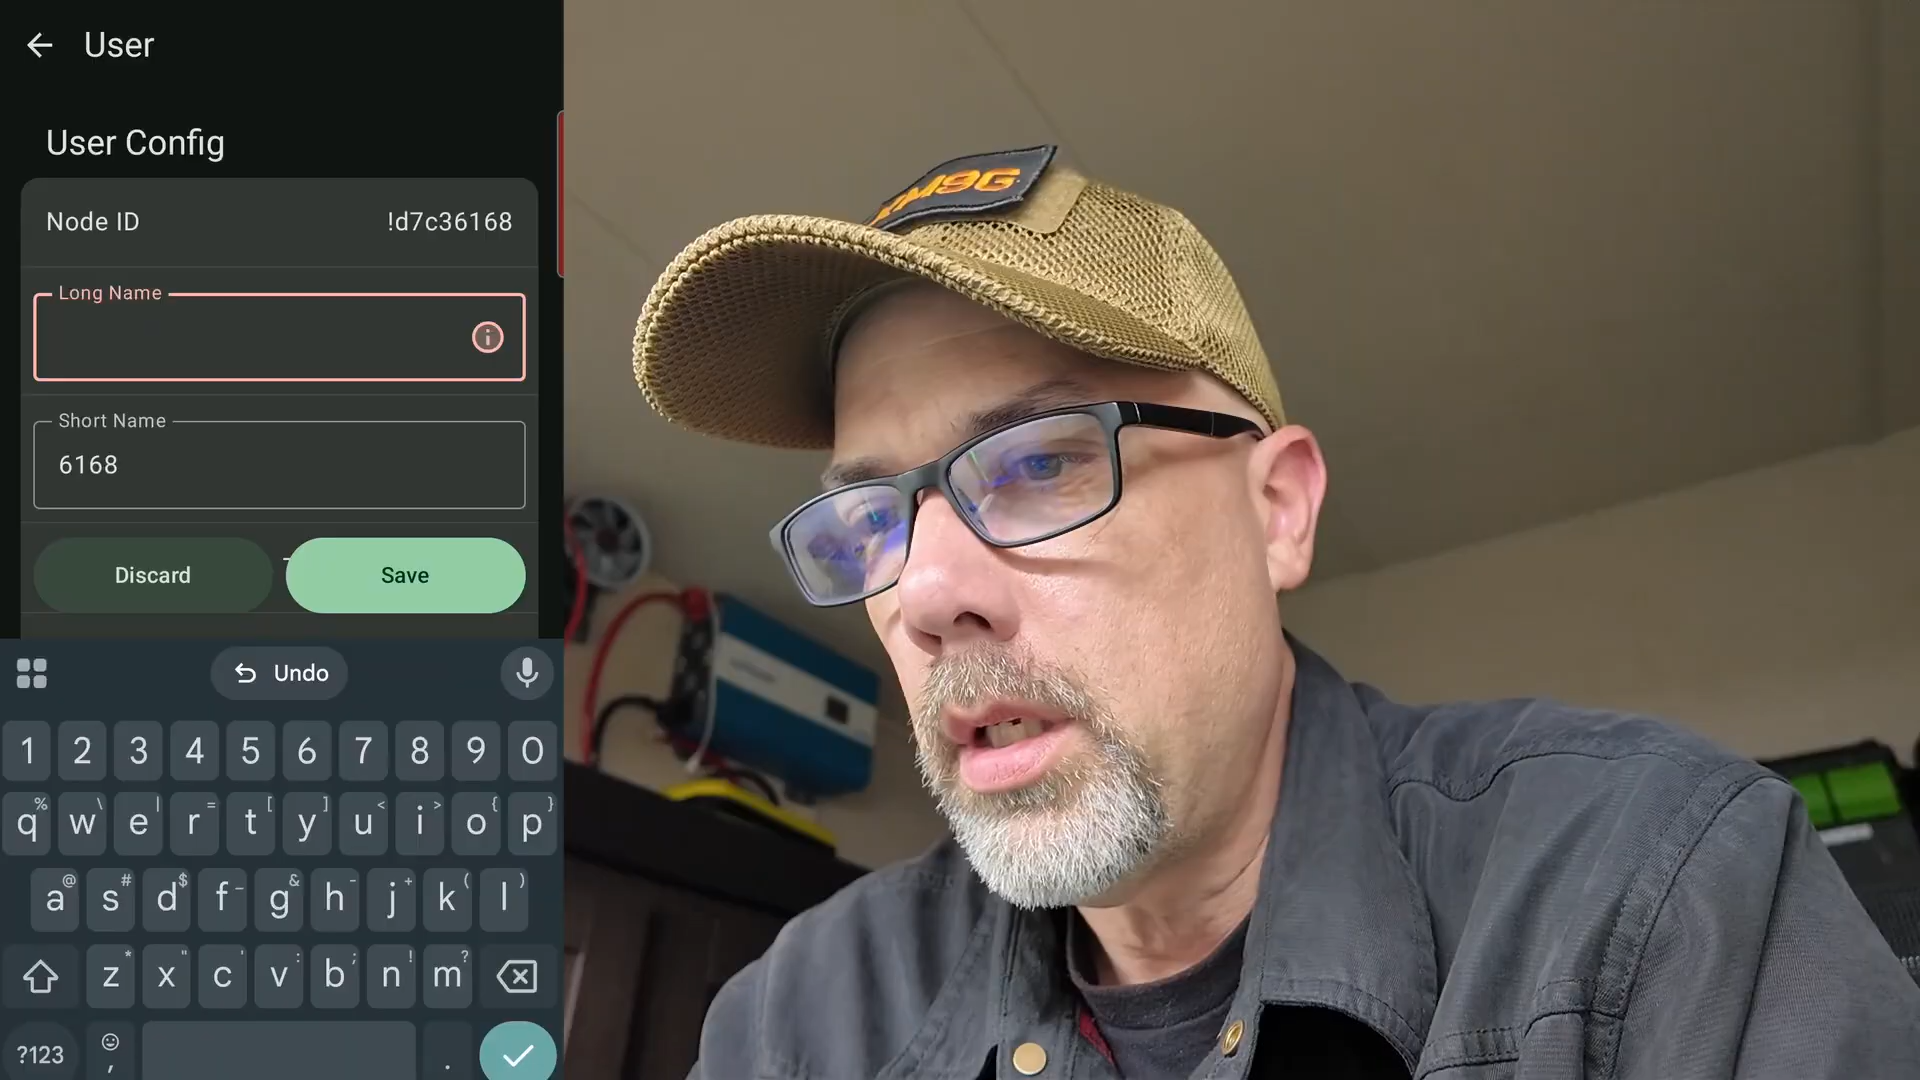 User
User Config
Node ID !d7c36168
Long Name
Short Name
6168
Discard Save
Undo
1 2 3 4 5 6 7 8 9 0
% \ | = [ ] < > { }
q w e r t y u i o p
@ # $ _ & - + ( )
a s d f g h j k l
* " ' : ; ! ?
z x c v b n m
?123 , .